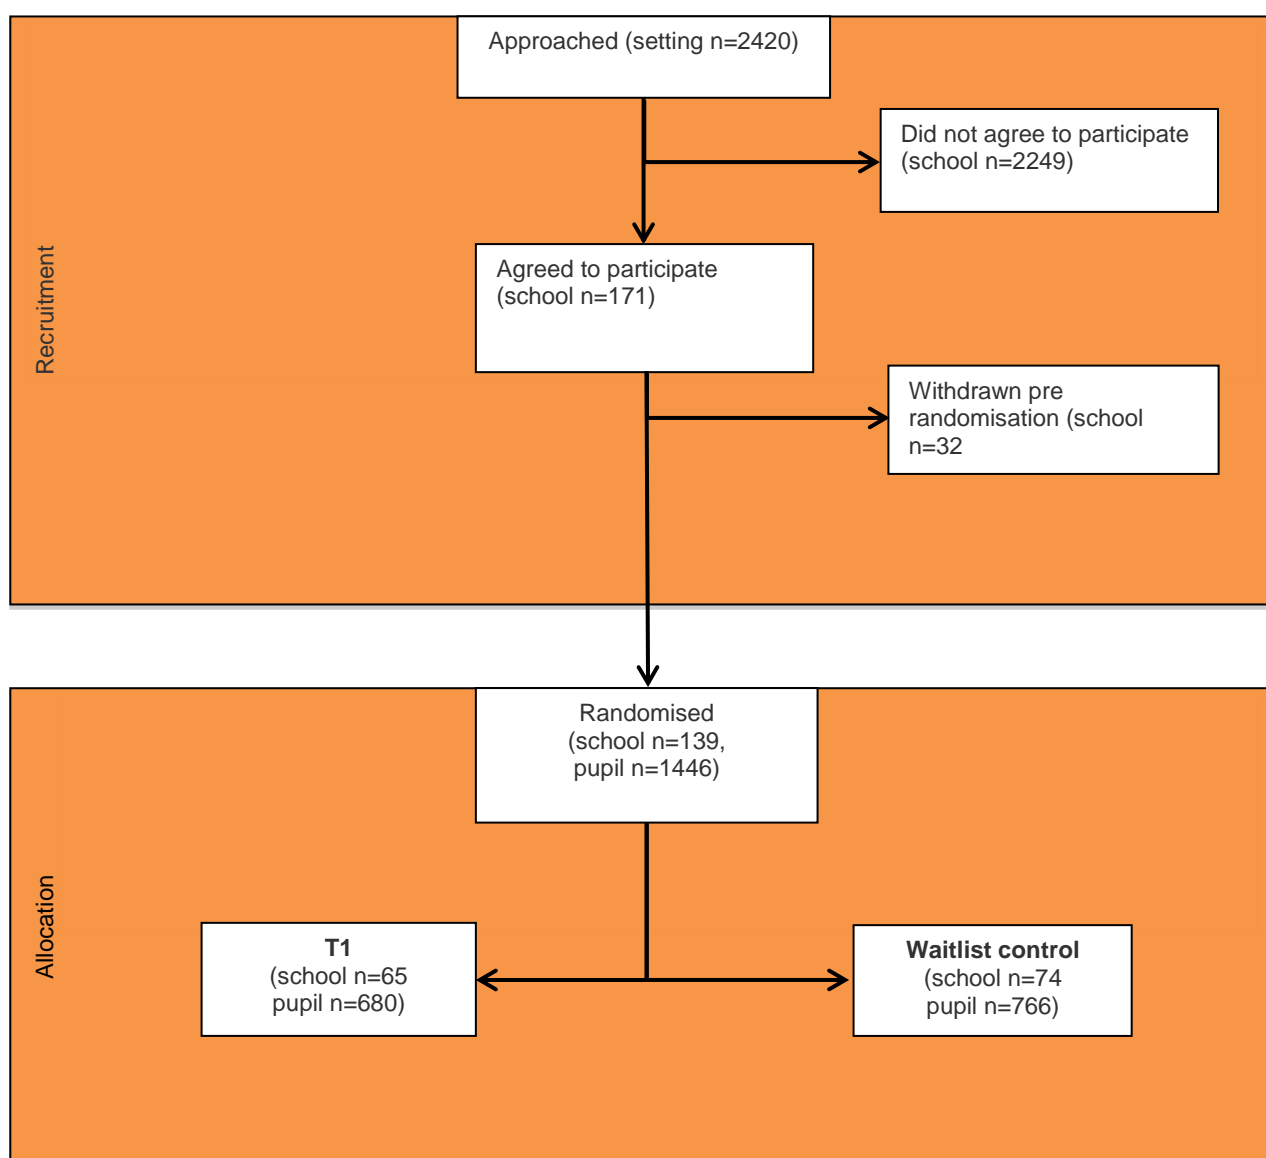 Approached (setting n=2420)
Did not agree to participate
(school n=2249)
Agreed to participate
(school n=171)
Recruitment
Withdrawn pre
randomisation (school
n=32
Randomised
(school n=139,
pupil n=1446)
Allocation
T1
(school n=65
pupil n=680)
Waitlist control
(school n=74
pupil n=766)